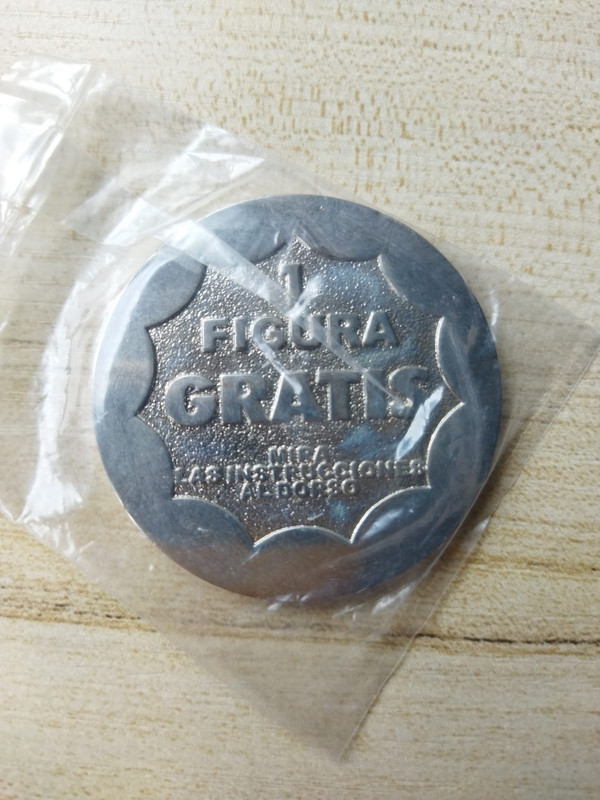 1
FIGURA
GRATIS
MIRA
LAS INSTRUCCIONES
AL DORSO